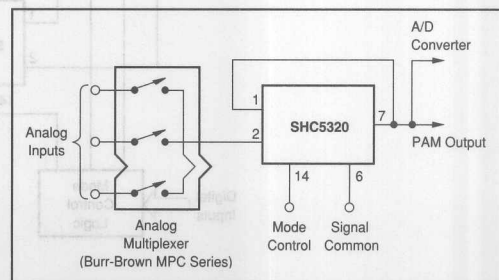 A/D
Converter
1
SHC5320
7
Analog
Inputs
2
PAM Output
14
6
Analog
Multiplexer
(Burr-Brown MPC Series)
Mode
Control
Signal
Common